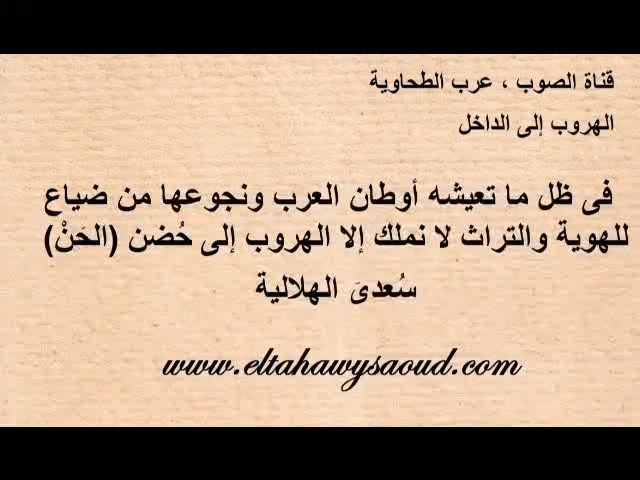 قناة الصوب ، عرب الطحاوية
الهروب إلى الداخل
فى ظل ما تعيشه أوطان العرب ونجوعها من ضياع
للهوية والتراث لا نملك إلا الهروب إلى حُضن (الحَنْ)
سُعدىَ الهلالية
www.eltahawysaoud.com